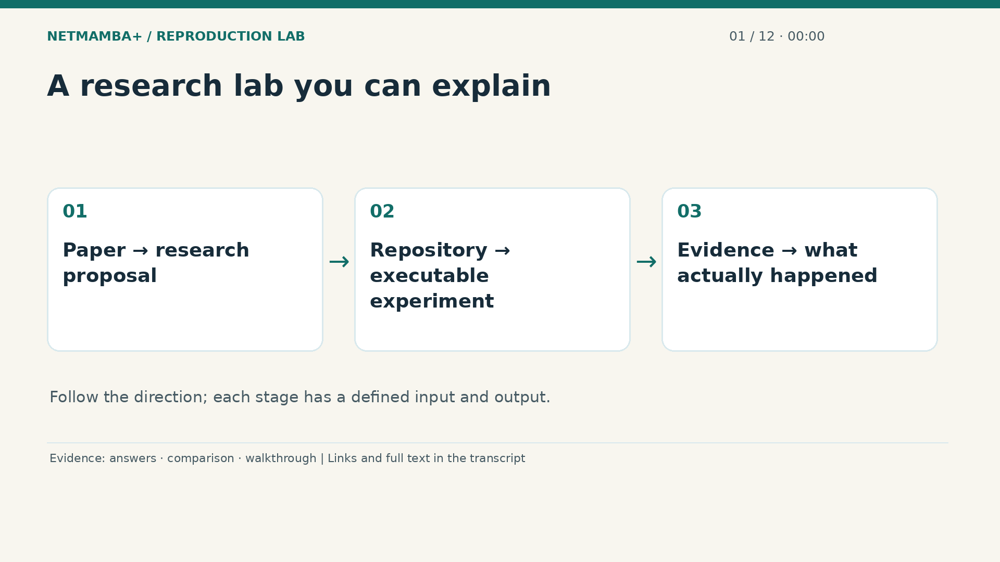 NETMAMBA+ / REPRODUCTION LAB
01 / 12 · 00:00
A research lab you can explain
01
Paper → research
proposal
→
02
Repository →
executable
experiment
→
03
Evidence → what
actually happened
Follow the direction; each stage has a defined input and output.
Evidence: answers · comparison · walkthrough | Links and full text in the transcript